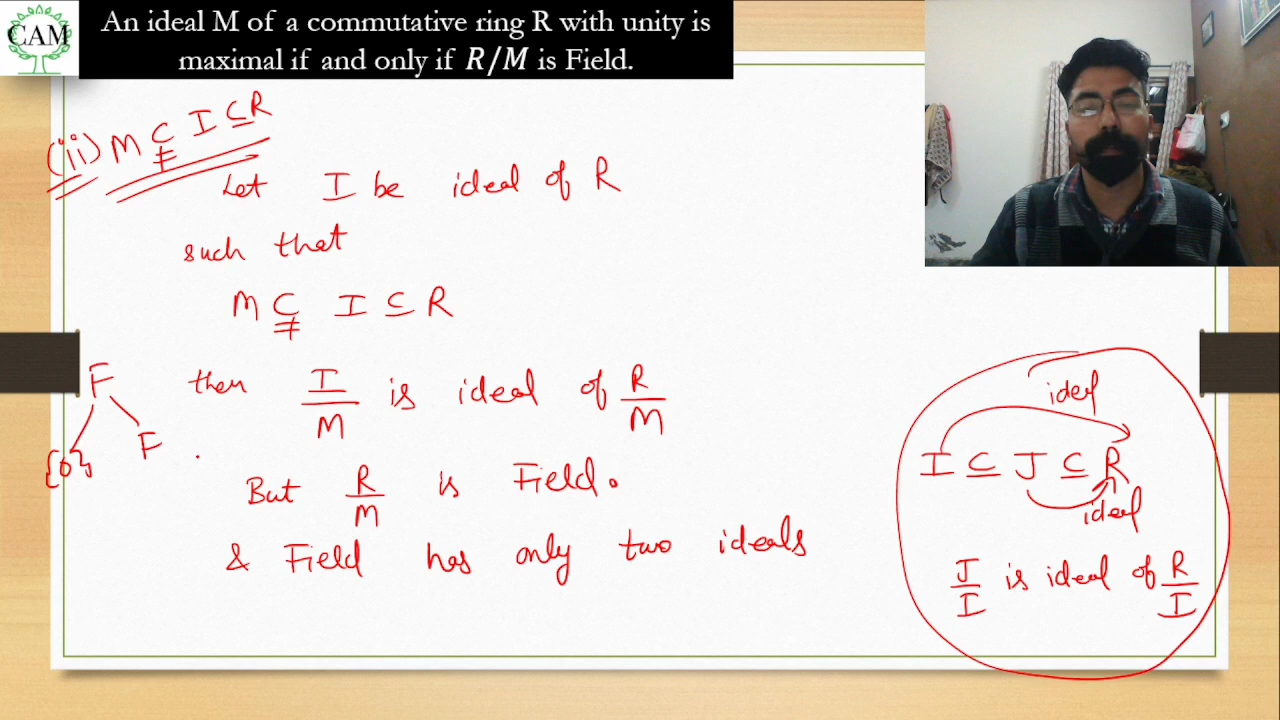 CAM
An ideal M of a commutative ring R with unity is
maximal if and only if R/M is Field.
(ii) M ⊊ I ⊆ R
Let I be ideal of R
such that
M ⊊ I ⊆ R
then I/M is ideal of R/M
F
{0} F
But R/M is Field.
& Field has only two ideals
ideal
I ⊆ J ⊆ R
ideal
J/I is ideal of R/I